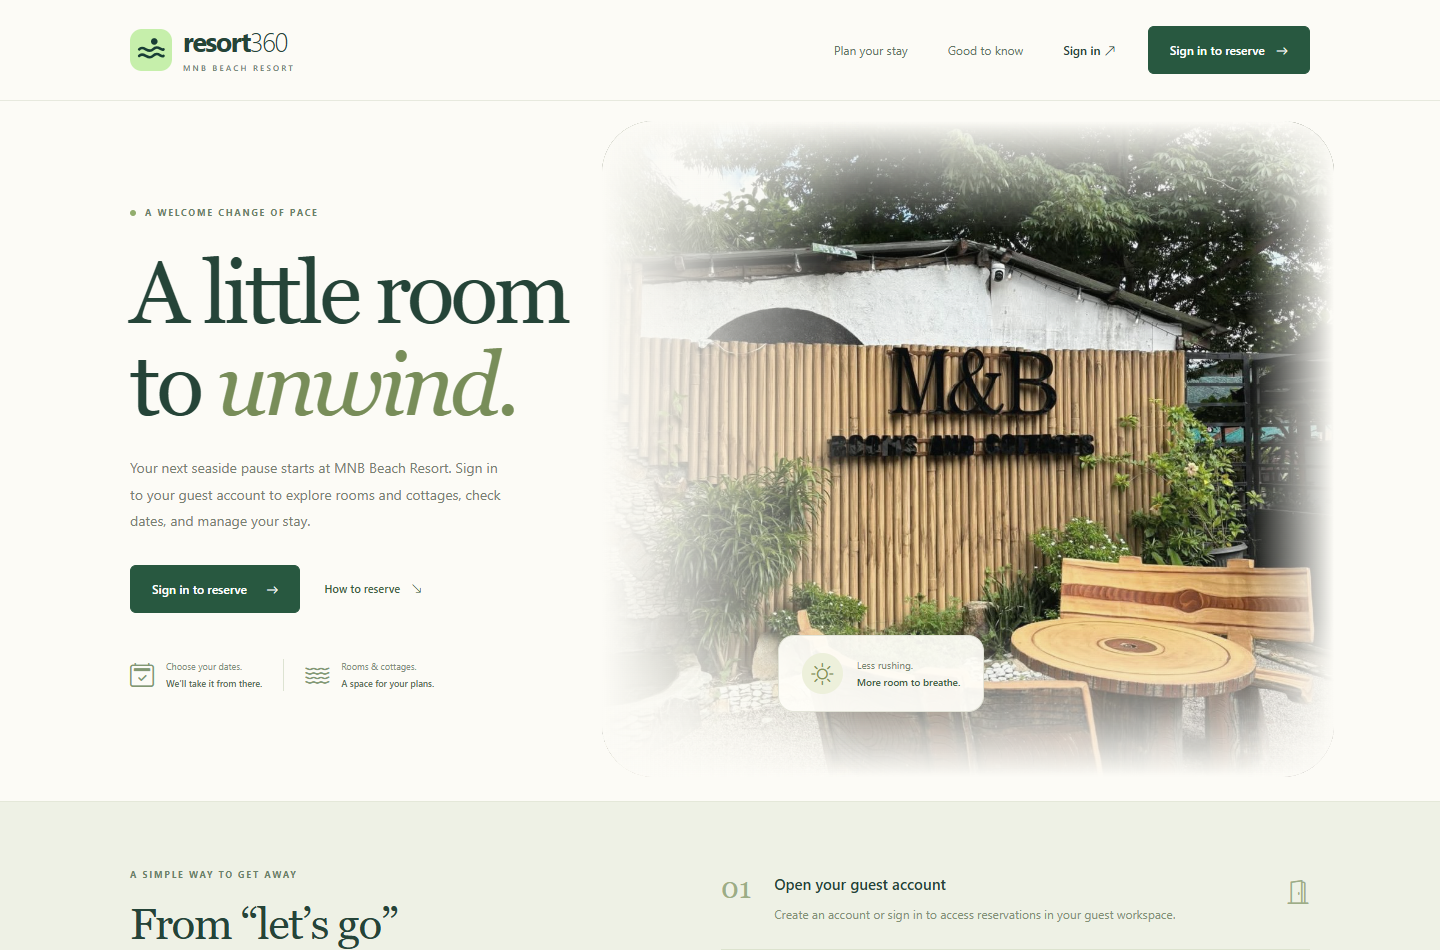 resort360
MNB BEACH RESORT
Plan your stay
Good to know
Sign in
Sign in to reserve
A WELCOME CHANGE OF PACE
A little room
to unwind.
Your next seaside pause starts at MNB Beach Resort. Sign in
to your guest account to explore rooms and cottages, check
dates, and manage your stay.
Sign in to reserve
How to reserve
Choose your dates.
We'll take it from there.
Rooms & cottages.
A space for your plans.
M&B
ROOMS AND COTTAGES
Less rushing.
More room to breathe.
A SIMPLE WAY TO GET AWAY
From “let’s go”
01
Open your guest account
Create an account or sign in to access reservations in your guest workspace.